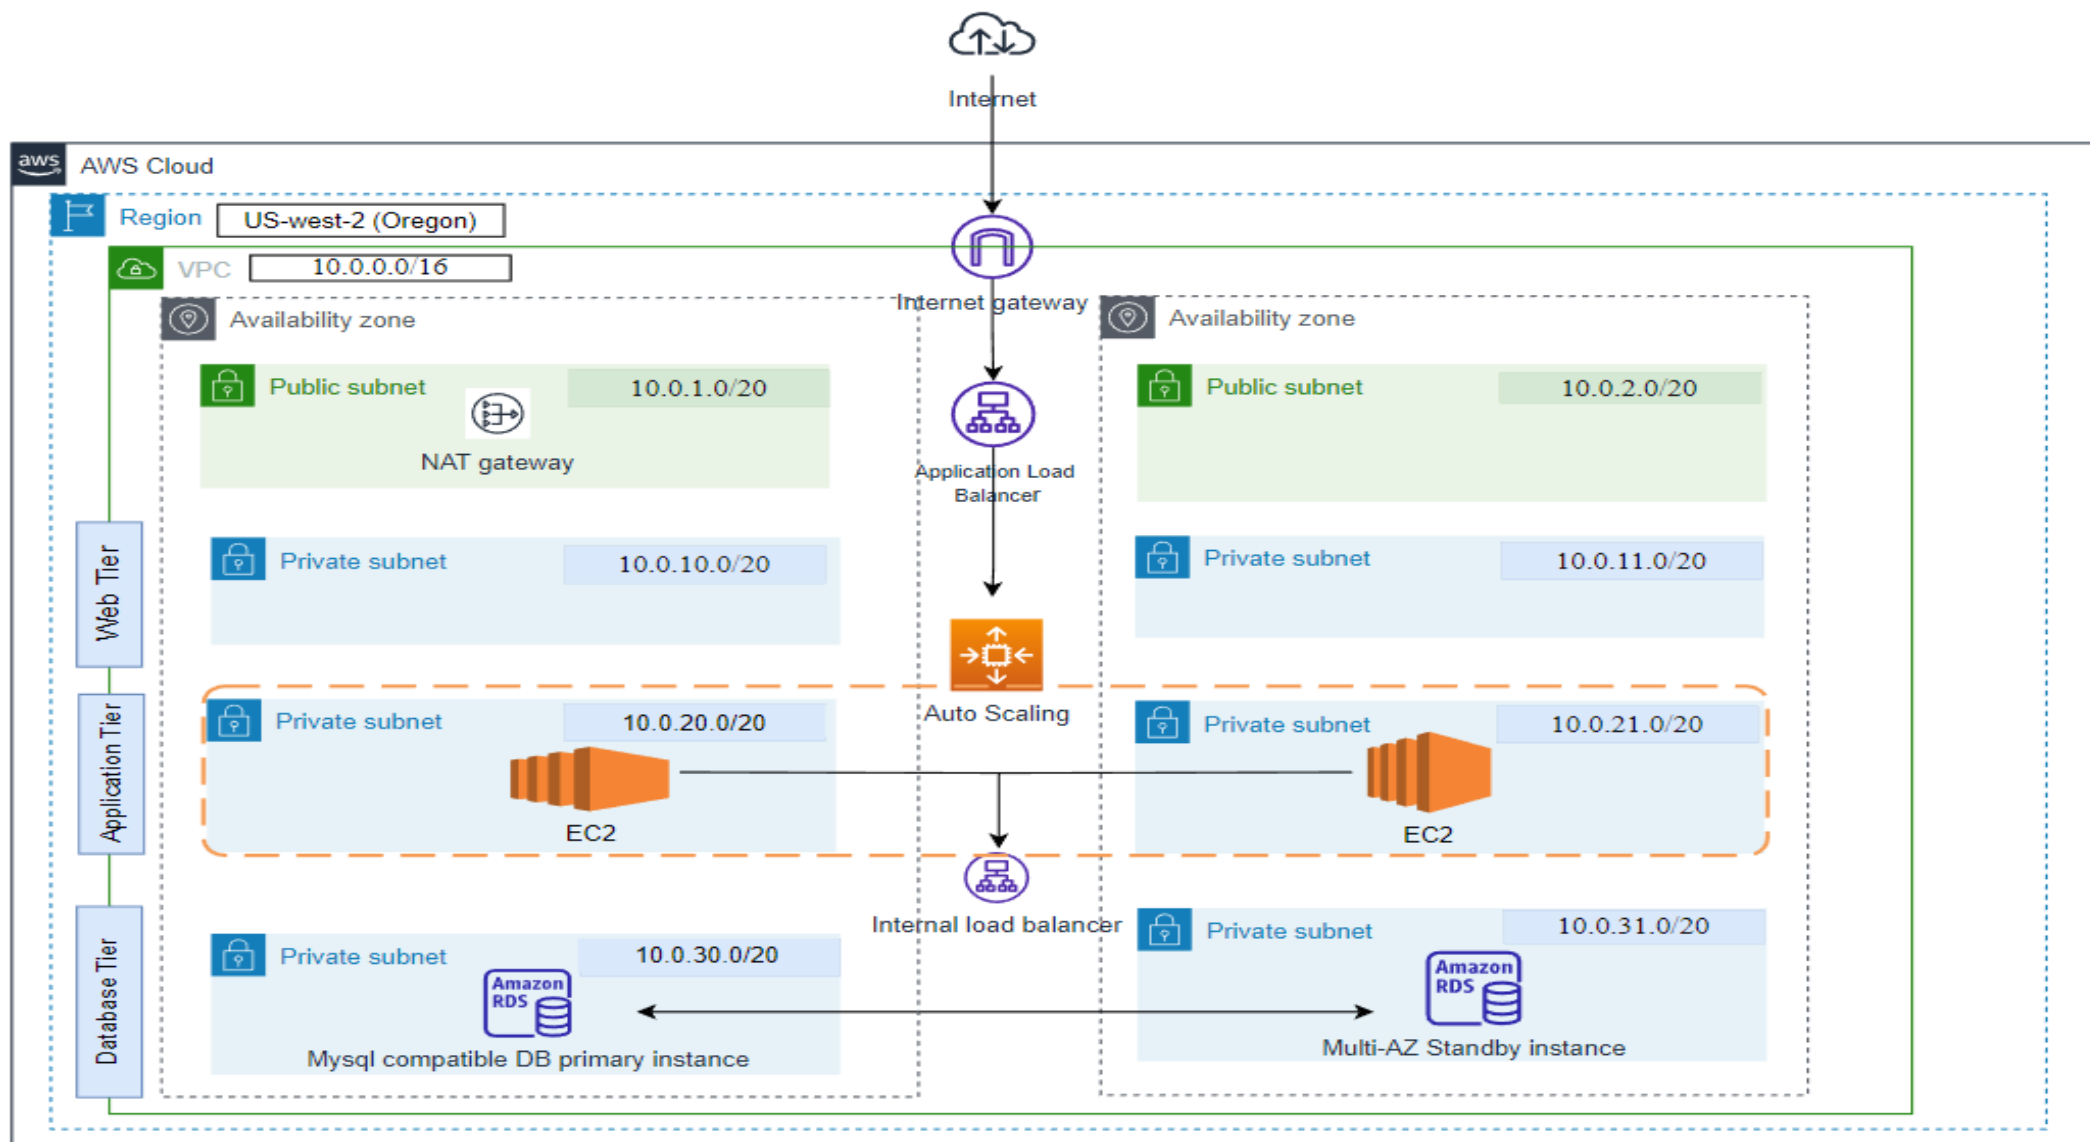 Internet
aws
AWS Cloud
Region
US-west-2 (Oregon)
VPC
10.0.0.0/16
Internet gateway
Availability zone
Availability zone
Public subnet
10.0.1.0/20
NAT gateway
Application Load
Balancer
Public subnet
10.0.2.0/20
Web Tier
Private subnet
10.0.10.0/20
Private subnet
10.0.11.0/20
Auto Scaling
Application Tier
Private subnet
10.0.20.0/20
EC2
Private subnet
10.0.21.0/20
EC2
Internal load balancer
Database Tier
Private subnet
10.0.30.0/20
Amazon
RDS
Mysql compatible DB primary instance
Private subnet
10.0.31.0/20
Amazon
RDS
Multi-AZ Standby instance